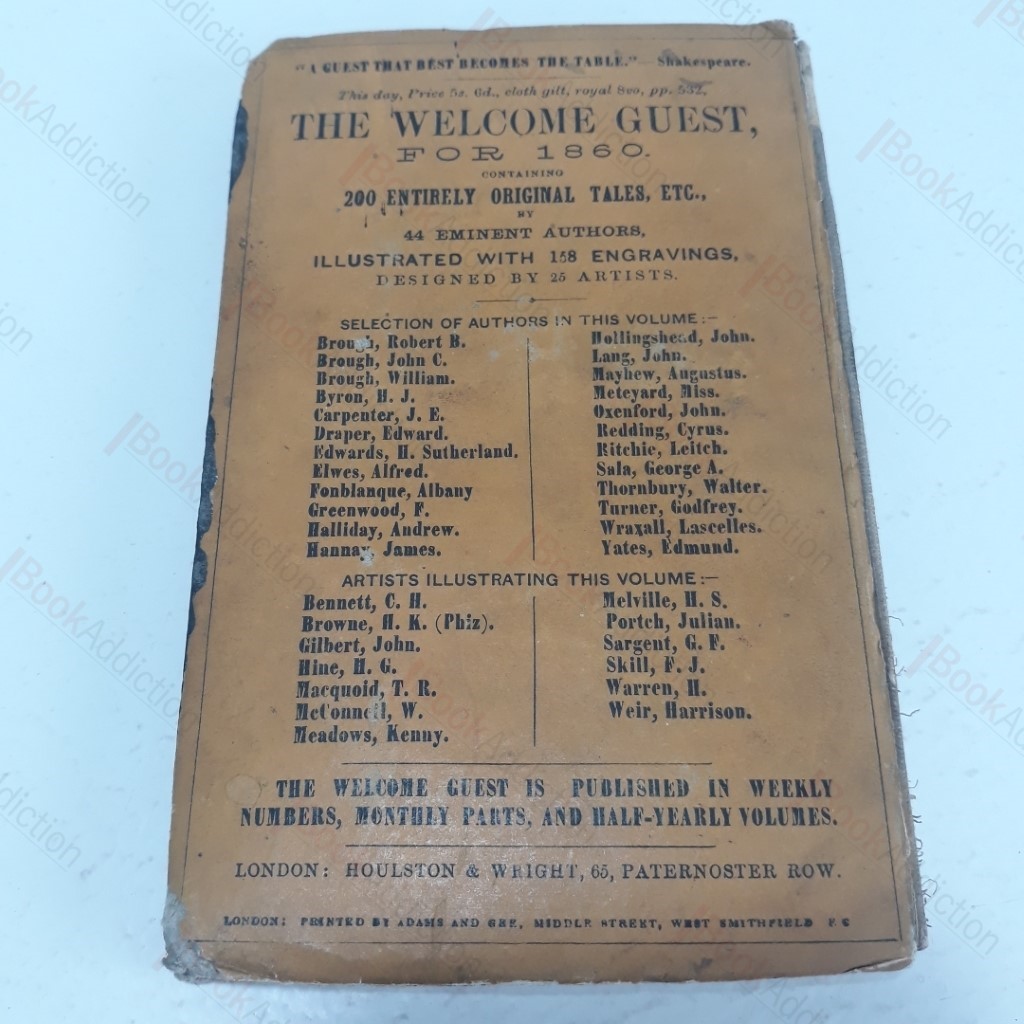 "A GUEST THAT BEST BECOMES THE TABLE."—Shakespeare.
This day, Price 5s. 6d., cloth gilt, royal 8vo, pp. 532,
THE WELCOME GUEST,
FOR 1860.
CONTAINING
200 ENTIRELY ORIGINAL TALES, ETC.,
BY
44 EMINENT AUTHORS,
ILLUSTRATED WITH 158 ENGRAVINGS,
DESIGNED BY 25 ARTISTS.
SELECTION OF AUTHORS IN THIS VOLUME:—
Brough, Robert B.
Brough, John C.
Brough, William.
Byron, H. J.
Carpenter, J. E.
Draper, Edward.
Edwards, H. Sutherland.
Elwes, Alfred.
Fonblanque, Albany
Greenwood, F.
Halliday, Andrew.
Hannay, James.
Hollingshead, John.
Lang, John.
Mayhew, Augustus.
Meteyard, Miss.
Oxenford, John.
Redding, Cyrus.
Ritchie, Leitch.
Sala, George A.
Thornbury, Walter.
Turner, Godfrey.
Wraxall, Lascelles.
Yates, Edmund.
ARTISTS ILLUSTRATING THIS VOLUME:—
Bennett, C. H.
Browne, H. K. (Phiz).
Gilbert, John.
Hine, H. G.
Macquoid, T. R.
McConnell, W.
Meadows, Kenny.
Melville, H. S.
Portch, Julian.
Sargent, G. F.
Skill, F. J.
Warren, H.
Weir, Harrison.
THE WELCOME GUEST IS PUBLISHED IN WEEKLY
NUMBERS, MONTHLY PARTS, AND HALF-YEARLY VOLUMES.
LONDON: HOULSTON & WRIGHT, 65, PATERNOSTER ROW.
LONDON: PRINTED BY ADAMS AND GEE, MIDDLE STREET, WEST SMITHFIELD E C
BookAddiction